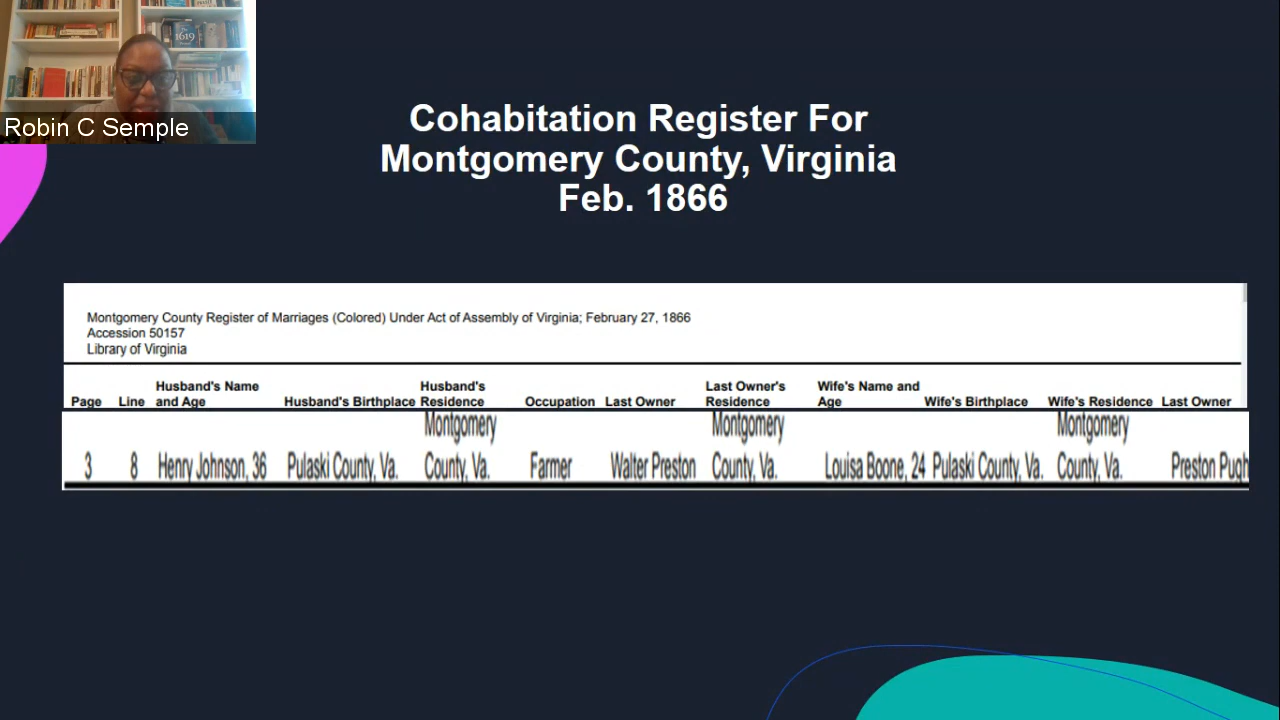 1619
Robin C Semple
Cohabitation Register For
Montgomery County, Virginia
Feb. 1866
Montgomery County Register of Marriages (Colored) Under Act of Assembly of Virginia; February 27, 1866
Accession 50157
Library of Virginia
Husband's Name Husband's Last Owner's Wife's Name and
Page Line and Age Husband's Birthplace Residence Occupation Last Owner Residence Age Wife's Birthplace Wife's Residence Last Owner
Montgomery Montgomery Montgomery
3 8 Henry Johnson, 36 Pulaski County, Va. County, Va. Farmer Walter Preston County, Va. Louisa Boone, 24 Pulaski County, Va. County, Va. Preston Pugh